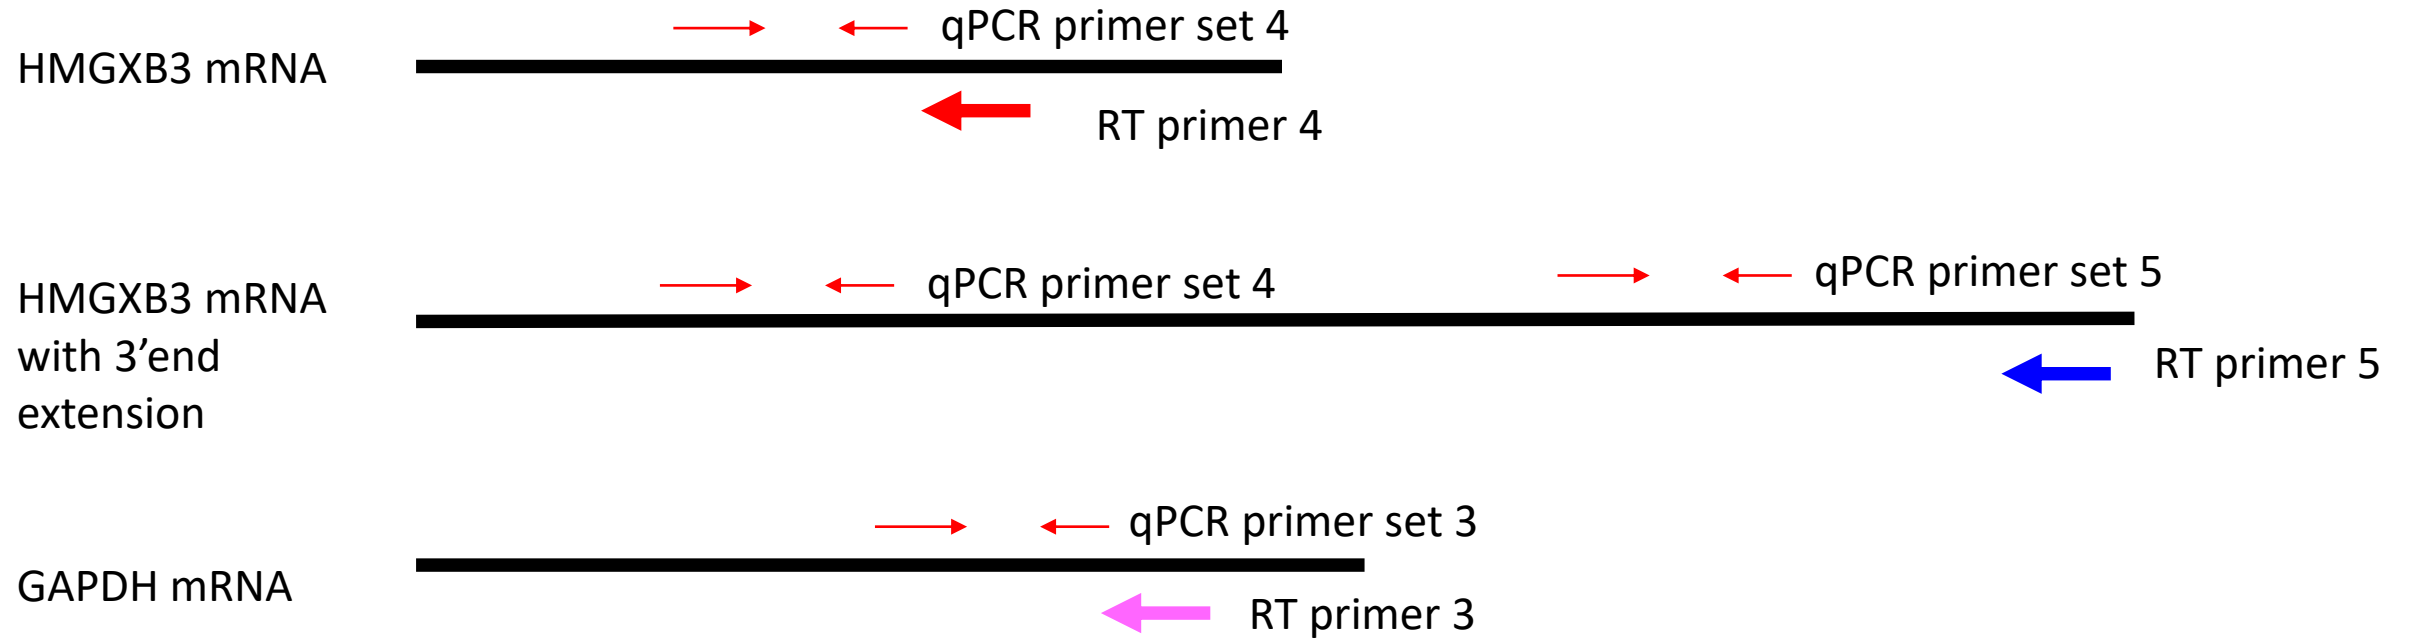 qPCR primer set 4
HMGXB3 mRNA
RT primer 4
qPCR primer set 5
qPCR primer set 4
HMGXB3 mRNA
with 3’end
extension
RT primer 5
qPCR primer set 3
GAPDH mRNA
RT primer 3